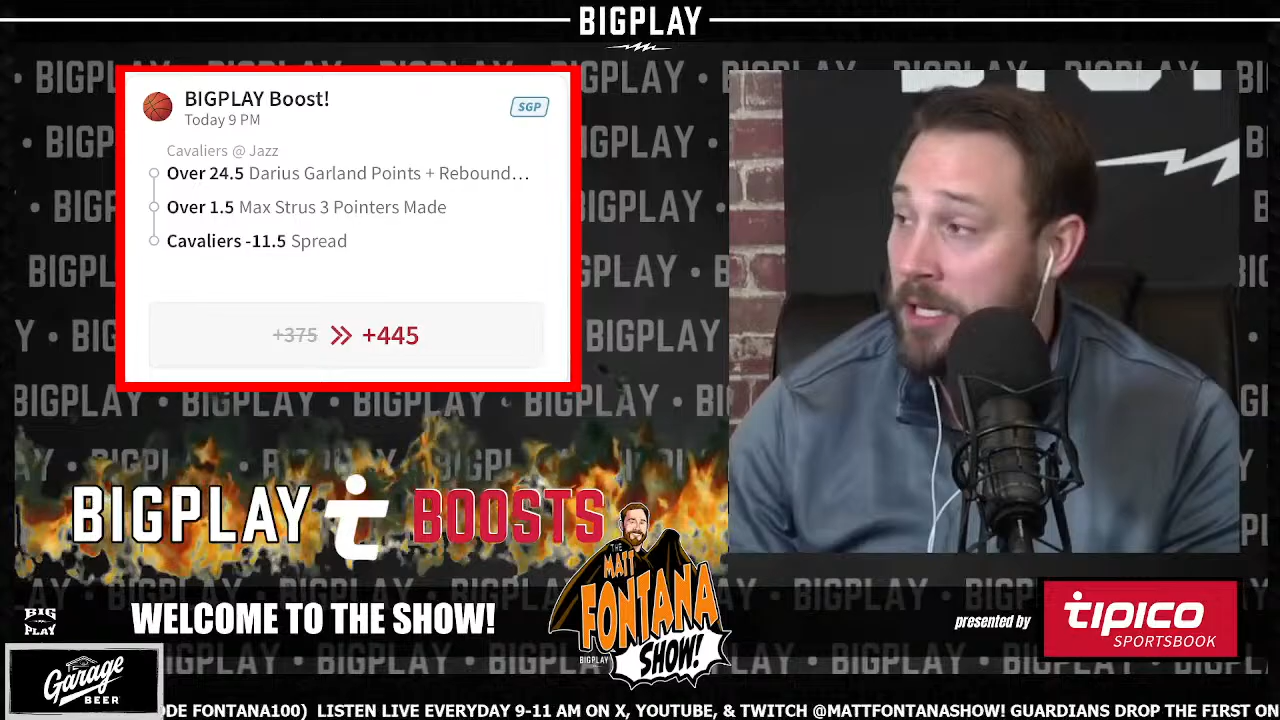 BIGPLAY
BIGPLAY Boost!
Today 9 PM
SGP
Cavaliers @ Jazz
Over 24.5 Darius Garland Points + Rebound...
Over 1.5 Max Strus 3 Pointers Made
Cavaliers -11.5 Spread
+375 >> +445
BIGPLAY t BOOSTS
THE
MATT
FONTANA
BIGPLAY
SHOW!
BIG
PLAY
WELCOME TO THE SHOW!
presented by
tipico
SPORTSBOOK
Garage
BEER
ODE FONTANA100) LISTEN LIVE EVERYDAY 9-11 AM ON X, YOUTUBE, & TWITCH @MATTFONTANASHOW! GUARDIANS DROP THE FIRST ON